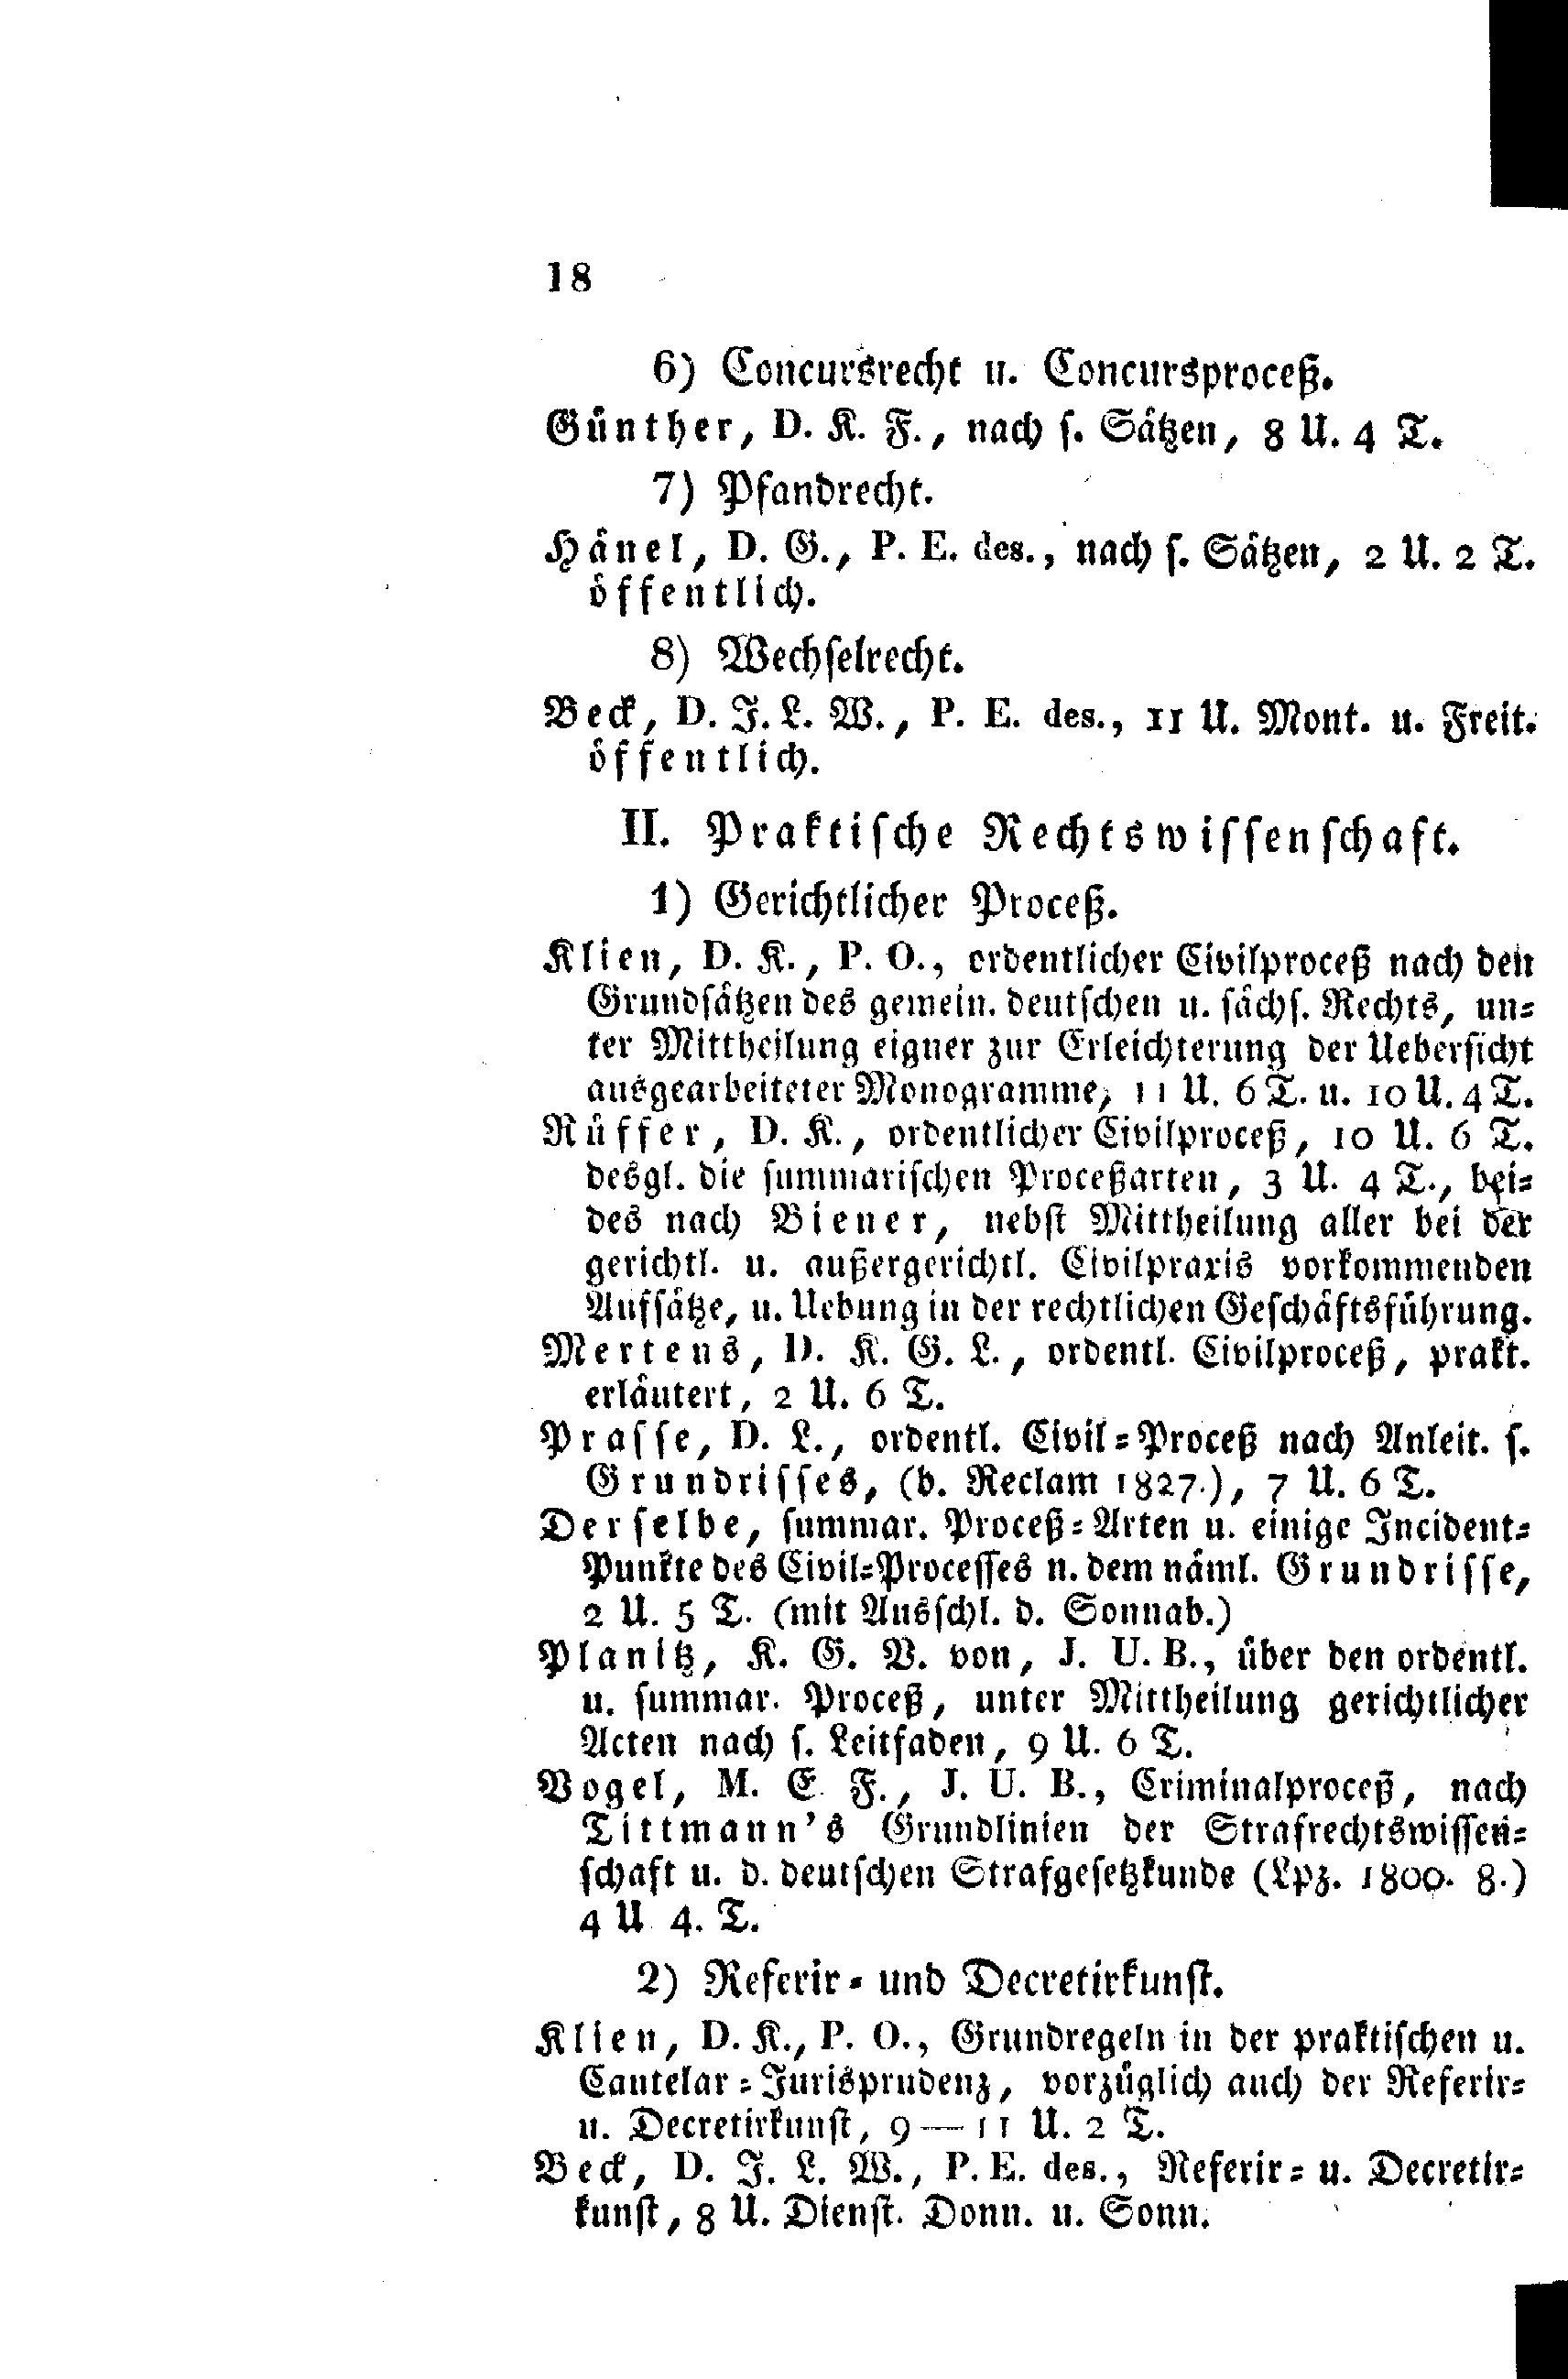 18
6) Concursrecht u. Concursproceß.
Günther, D. K. F., nach s. Sätzen, 8 U. 4 T.
7) Pfandrecht.
Hänel, D. G., P. E. des., nach s. Sätzen, 2 U. 2 T.
öffentlich.
8) Wechselrecht.
Beck, D. J. L. W., P. E. des., 11 U. Mont. u. Freit.
öffentlich.
II. Praktische Rechtswissenschaft.
1) Gerichtlicher Proceß.
Klien, D. K., P. O., ordentlicher Civilproceß nach den
Grundsätzen des gemein. deutschen u. sächs. Rechts, un-
ter Mittheilung eigner zur Erleichterung der Uebersicht
ausgearbeiteter Monogramme, 11 U. 6 T. u. 10 U. 4 T.
Rüffer, D. K., ordentlicher Civilproceß, 10 U. 6 T.
desgl. die summarischen Proceßarten, 3 U. 4 T., bei-
des nach Biener, nebst Mittheilung aller bei der
gerichtl. u. außergerichtl. Civilpraxis vorkommenden
Aufsätze, u. Uebung in der rechtlichen Geschäftsführung.
Mertens, D. K. G. L., ordentl. Civilproceß, prakt.
erläutert, 2 U. 6 T.
Prasse, D. L., ordentl. Civil-Proceß nach Anleit. s.
Grundrisses, (b. Reclam 1827.), 7 U. 6 T.
Derselbe, summar. Proceß-Arten u. einige Incident-
Punkte des Civil-Processes n. dem näml. Grundrisse,
2 U. 5 T. (mit Ausschl. d. Sonnab.)
Planitz, K. G. V. von, J. U. B., über den ordentl.
u. summar. Proceß, unter Mittheilung gerichtlicher
Acten nach s. Leitfaden, 9 U. 6 T.
Vogel, M. E. F., J. U. B., Criminalproceß, nach
Tittmann's Grundlinien der Strafrechtswissen-
schaft u. d. deutschen Strafgesetzkunde (Lpz. 1800. 8.)
4 U 4. T.
2) Referir- und Decretirkunst.
Klien, D. K., P. O., Grundregeln in der praktischen u.
Cautelar-Jurisprudenz, vorzüglich auch der Referir-
u. Decretirkunst, 9—11 U. 2 T.
Beck, D. J. L. W., P. E. des., Referir- u. Decretir-
kunst, 8 U. Dienst. Donn. u. Sonn.